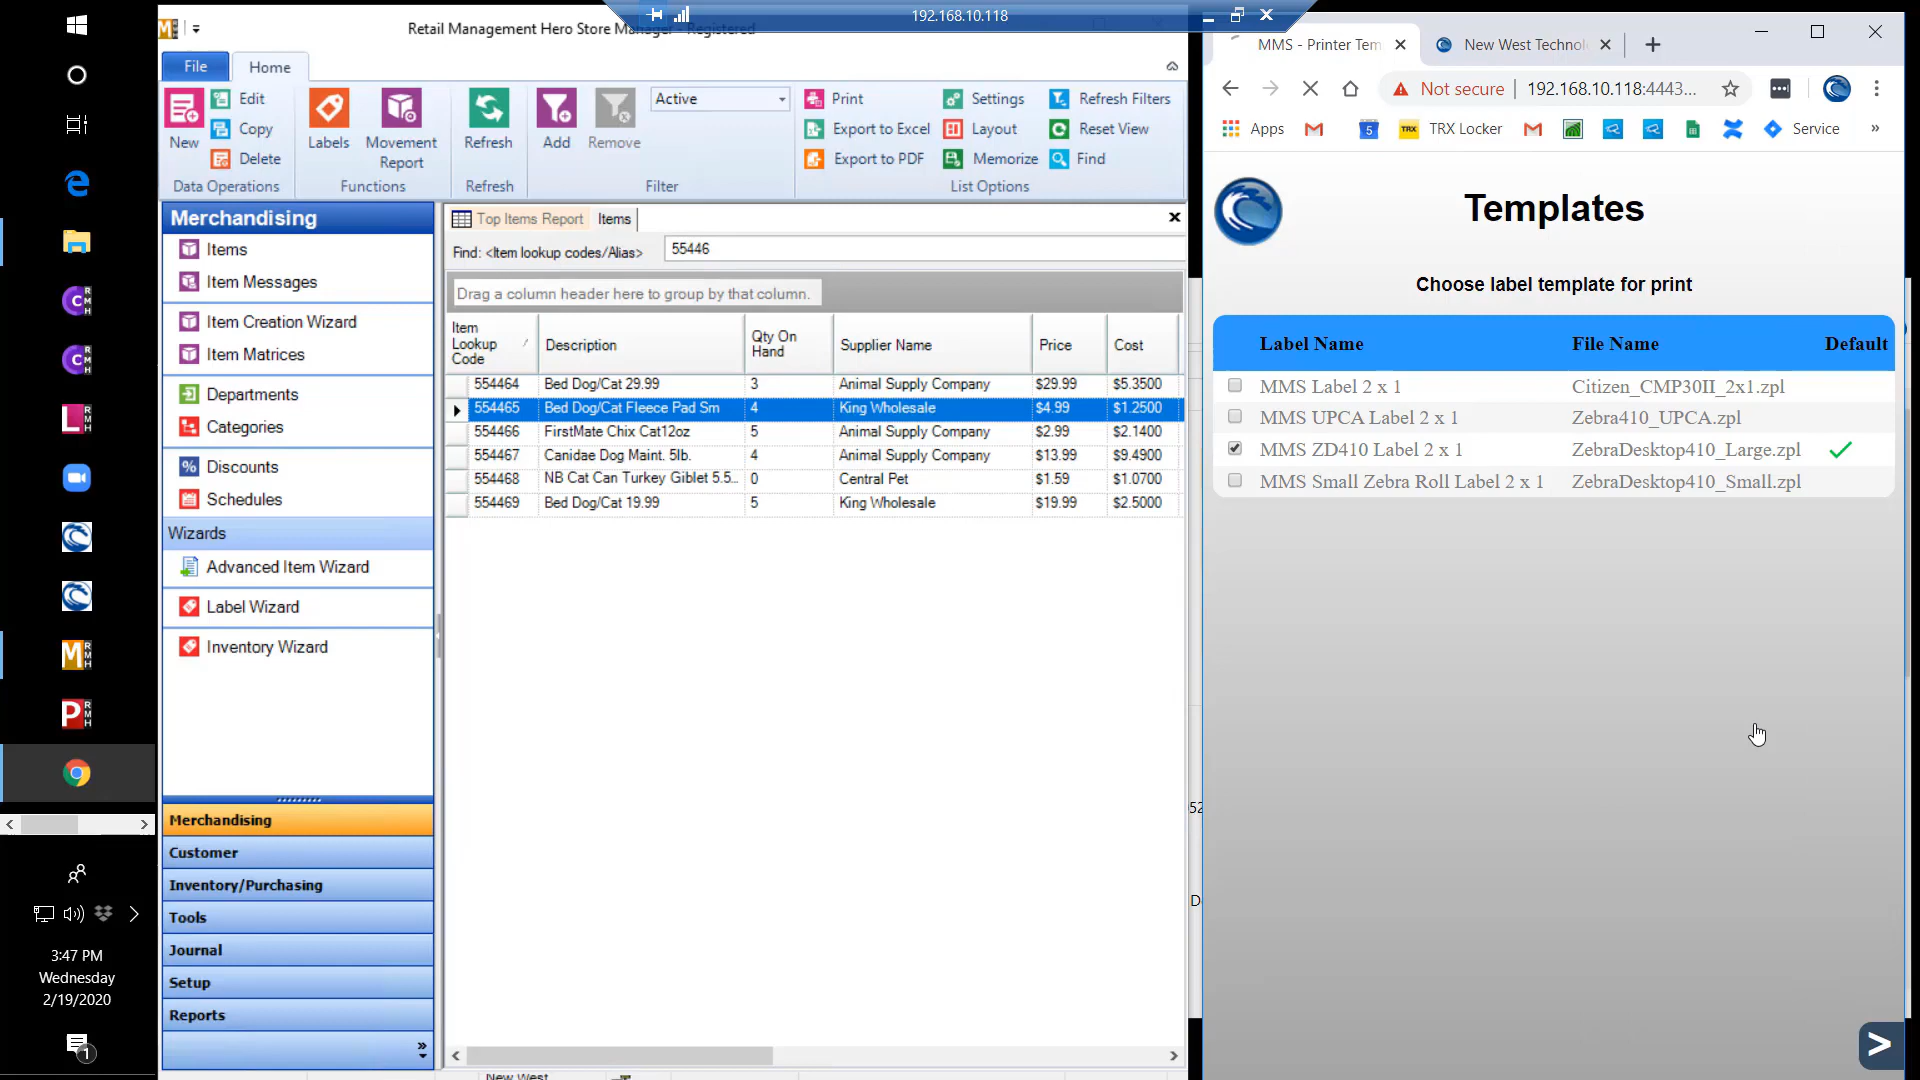 192.168.10.118
Retail Management Hero Store Manager - Registered
File
Home
New
Edit
Copy
Delete
Data Operations
Labels
Movement
Report
Functions
Refresh
Refresh
Add
Remove
Active
Filter
Print
Export to Excel
Export to PDF
Settings
Layout
Memorize
Refresh Filters
Reset View
Find
List Options
Merchandising
Items
Item Messages
Item Creation Wizard
Item Matrices
Departments
Categories
Discounts
Schedules
Wizards
Advanced Item Wizard
Label Wizard
Inventory Wizard
Merchandising
Customer
Inventory/Purchasing
Tools
Journal
Setup
Reports
Top Items Report
Items
Find: <Item lookup codes/Alias>
55446
Drag a column header here to group by that column.
Item Lookup Code Description Qty On Hand Supplier Name Price Cost
554464 Bed Dog/Cat 29.99 3 Animal Supply Company $29.99 $5.3500
554465 Bed Dog/Cat Fleece Pad Sm 4 King Wholesale $4.99 $1.2500
554466 FirstMate Chix Cat12oz 5 Animal Supply Company $2.99 $2.1400
554467 Canidae Dog Maint. 5lb. 4 Animal Supply Company $13.99 $9.4900
554468 NB Cat Can Turkey Giblet 5.5... 0 Central Pet $1.59 $1.0700
554469 Bed Dog/Cat 19.99 5 King Wholesale $19.99 $2.5000
New West
MMS - Printer Tem
New West Technol
Not secure
192.168.10.118:4443...
Apps
5
TRX
TRX Locker
Service
»
Templates
Choose label template for print
Label Name File Name Default
MMS Label 2 x 1 Citizen_CMP30II_2x1.zpl
MMS UPCA Label 2 x 1 Zebra410_UPCA.zpl
MMS ZD410 Label 2 x 1 ZebraDesktop410_Large.zpl
MMS Small Zebra Roll Label 2 x 1 ZebraDesktop410_Small.zpl
>
52
D
C RMH
C RMH
L RMH
M RMH
P RMH
3:47 PM
Wednesday
2/19/2020
1